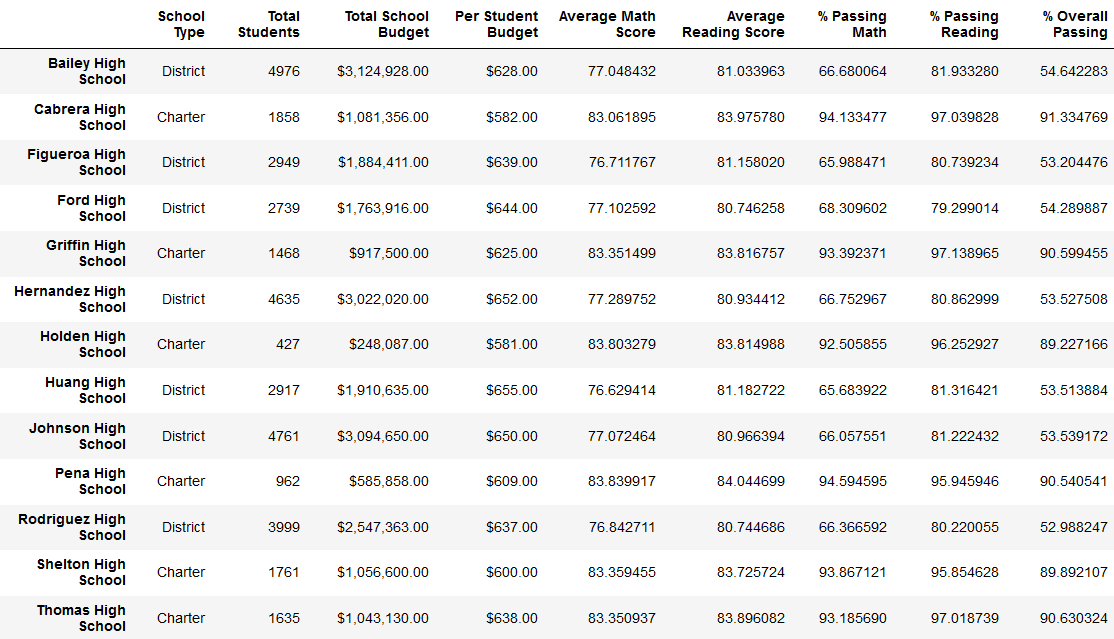 School Type Total Students Total School Budget Per Student Budget Average Math Score Average Reading Score % Passing Math % Passing Reading % Overall Passing
Bailey High School District 4976 $3,124,928.00 $628.00 77.048432 81.033963 66.680064 81.933280 54.642283
Cabrera High School Charter 1858 $1,081,356.00 $582.00 83.061895 83.975780 94.133477 97.039828 91.334769
Figueroa High School District 2949 $1,884,411.00 $639.00 76.711767 81.158020 65.988471 80.739234 53.204476
Ford High School District 2739 $1,763,916.00 $644.00 77.102592 80.746258 68.309602 79.299014 54.289887
Griffin High School Charter 1468 $917,500.00 $625.00 83.351499 83.816757 93.392371 97.138965 90.599455
Hernandez High School District 4635 $3,022,020.00 $652.00 77.289752 80.934412 66.752967 80.862999 53.527508
Holden High School Charter 427 $248,087.00 $581.00 83.803279 83.814988 92.505855 96.252927 89.227166
Huang High School District 2917 $1,910,635.00 $655.00 76.629414 81.182722 65.683922 81.316421 53.513884
Johnson High School District 4761 $3,094,650.00 $650.00 77.072464 80.966394 66.057551 81.222432 53.539172
Pena High School Charter 962 $585,858.00 $609.00 83.839917 84.044699 94.594595 95.945946 90.540541
Rodriguez High School District 3999 $2,547,363.00 $637.00 76.842711 80.744686 66.366592 80.220055 52.988247
Shelton High School Charter 1761 $1,056,600.00 $600.00 83.359455 83.725724 93.867121 95.854628 89.892107
Thomas High School Charter 1635 $1,043,130.00 $638.00 83.350937 83.896082 93.185690 97.018739 90.630324